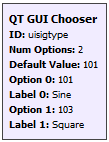 QT GUI Chooser
ID: uisigtype
Num Options: 2
Default Value: 101
Option 0: 101
Label 0: Sine
Option 1: 103
Label 1: Square